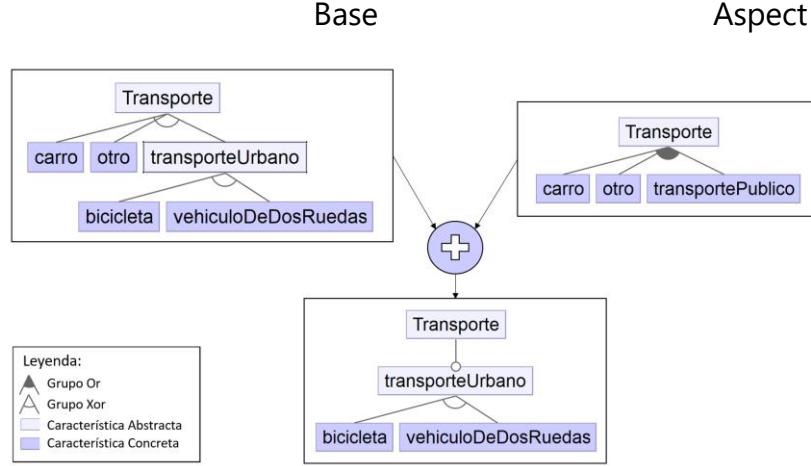 Base
Aspect
Transporte
carro otro transporteUrbano
bicicleta vehiculoDeDosRuedas
Transporte
carro otro transportePublico
Transporte
transporteUrbano
bicicleta vehiculoDeDosRuedas
Leyenda:
Grupo Or
Grupo Xor
Característica Abstracta
Característica Concreta